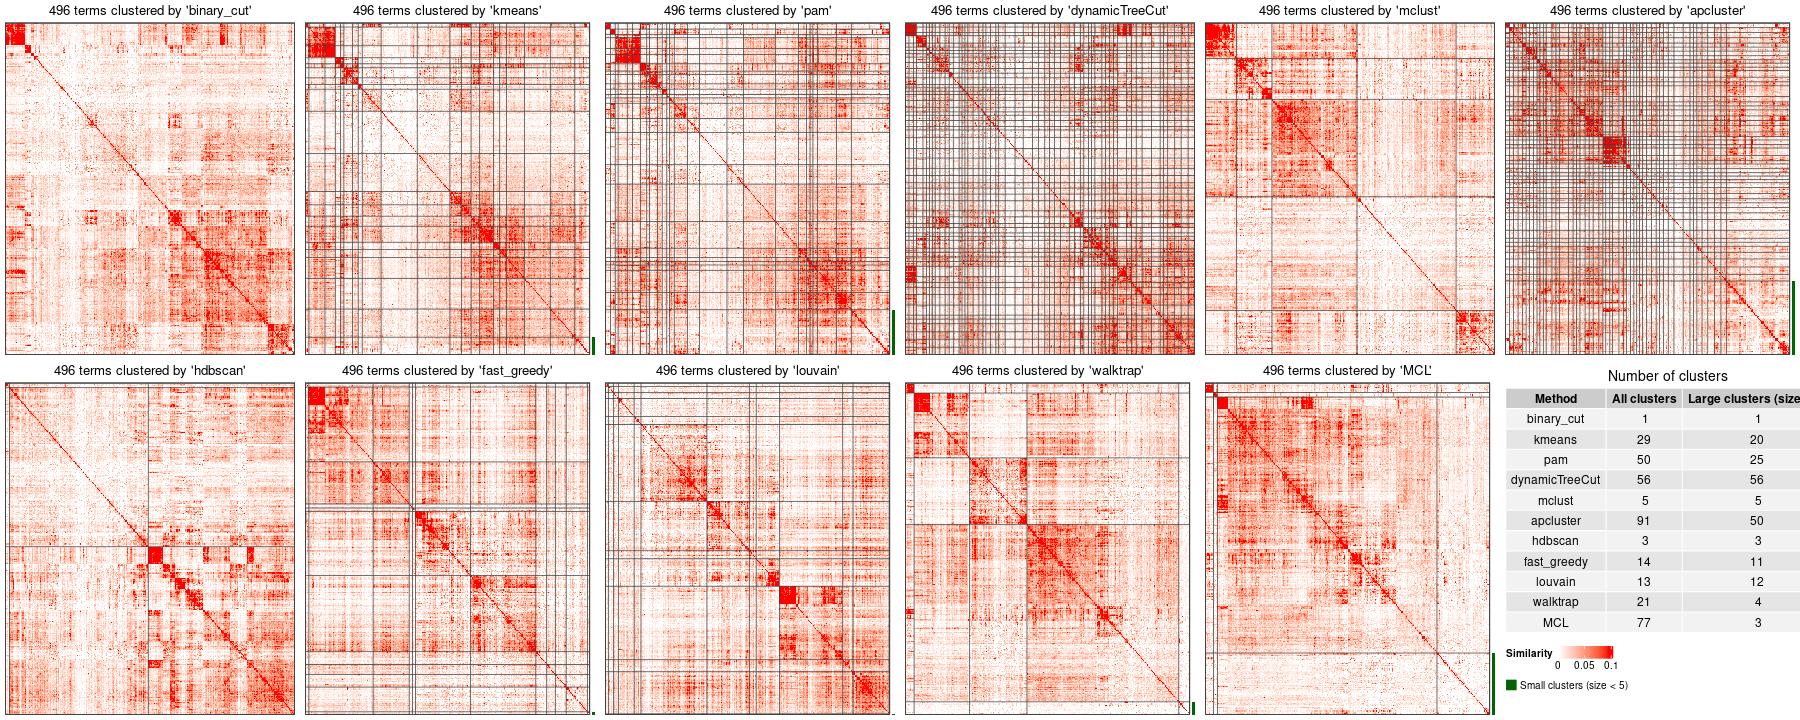 496 terms clustered by 'binary_cut'
496 terms clustered by 'kmeans'
496 terms clustered by 'pam'
496 terms clustered by 'dynamicTreeCut'
496 terms clustered by 'mclust'
496 terms clustered by 'apcluster'
496 terms clustered by 'hdbscan'
496 terms clustered by 'fast_greedy'
496 terms clustered by 'louvain'
496 terms clustered by 'walktrap'
496 terms clustered by 'MCL'
Number of clusters
Method All clusters Large clusters (size
binary_cut 1 1
kmeans 29 20
pam 50 25
dynamicTreeCut 56 56
mclust 5 5
apcluster 91 50
hdbscan 3 3
fast_greedy 14 11
louvain 13 12
walktrap 21 4
MCL 77 3
Similarity
0 0.05 0.1
Small clusters (size < 5)